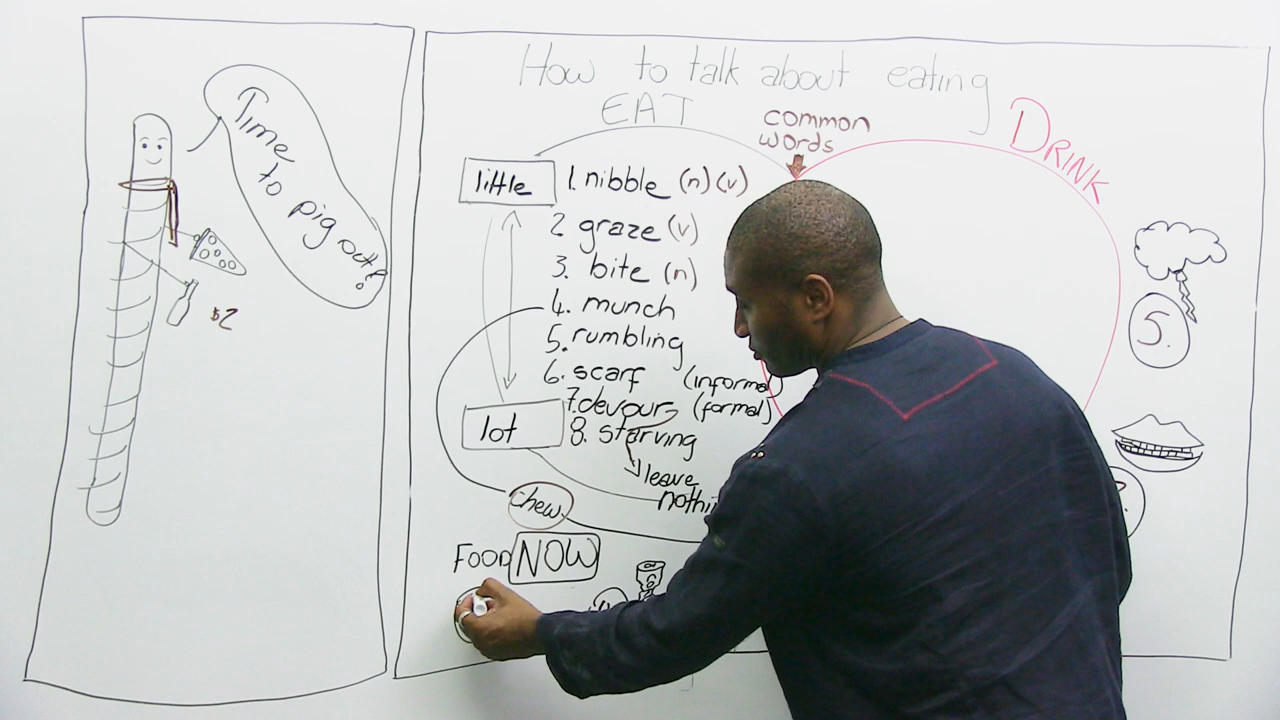 Time
to
pig out!
$2
How to talk about eating
EAT
common
words
DRINK
little
1. nibble (n) (v)
2. graze (v)
3. bite (n)
4. munch
5. rumbling
6. scarf (informal)
7. devour (formal)
8. starving
lot
leave
chew
FOOD NOW
5.